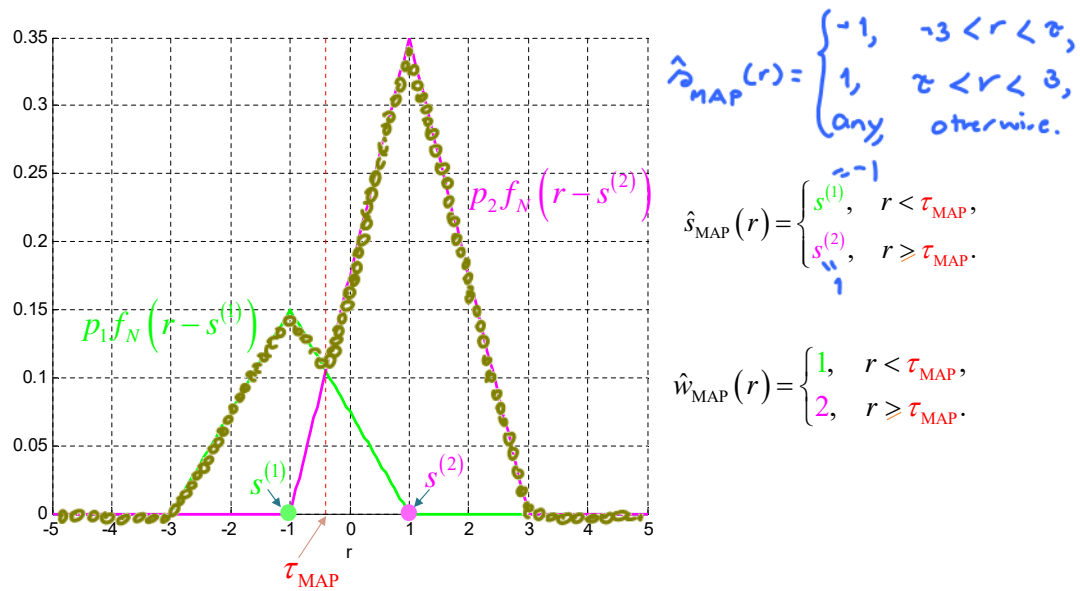 0.35
0.3
0.25
0.2
0.15
0.1
0.05
0
-5 -4 -3 -2 -1 0 1 2 3 4 5
r
p₁f_N(r−s⁽¹⁾)
p₂f_N(r−s⁽²⁾)
s⁽¹⁾
s⁽²⁾
τ_MAP
ŝ_MAP(r) = { -1, -3 < r < τ,
1, τ < r < 3,
any, otherwise.
= -1
ŝ_MAP(r) = { s⁽¹⁾, r < τ_MAP,
s⁽²⁾, r ≥ τ_MAP.
" 1
ŵ_MAP(r) = { 1, r < τ_MAP,
2, r ≥ τ_MAP.